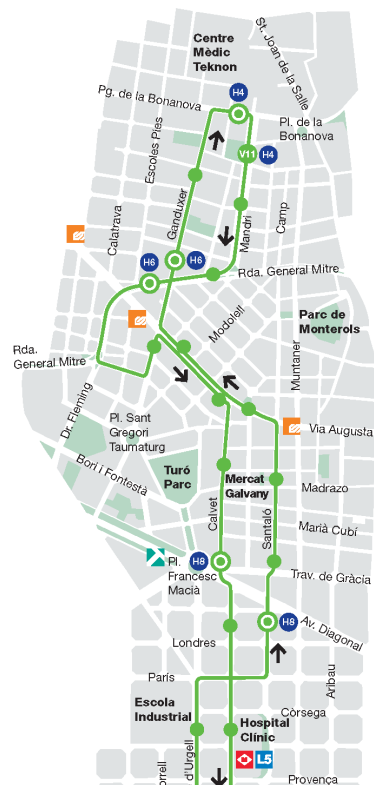 Centre
Mèdic
Teknon
St. Joan de la Salle
H4
Pg. de la Bonanova
Pl. de la
Bonanova
V11
H4
Escoles Pies
Ganduxer
Mandri
Camp
Calatrava
H6
H6
Rda. General Mitre
Modolell
Parc de
Monterols
Muntaner
Rda.
General Mitre
Dr. Fleming
Pl. Sant
Gregori
Taumaturg
Via Augusta
Bori i Fontestà
Turó
Parc
Mercat
Galvany
Madrazo
Calvet
Santaló
Marià Cubí
H8
Pl.
Francesc
Macià
Trav. de Gràcia
H8
Av. Diagonal
Londres
París
Aribau
Escola
Industrial
Còrsega
Hospital
Clínic
d'Urgell
L5
orrell
Provença